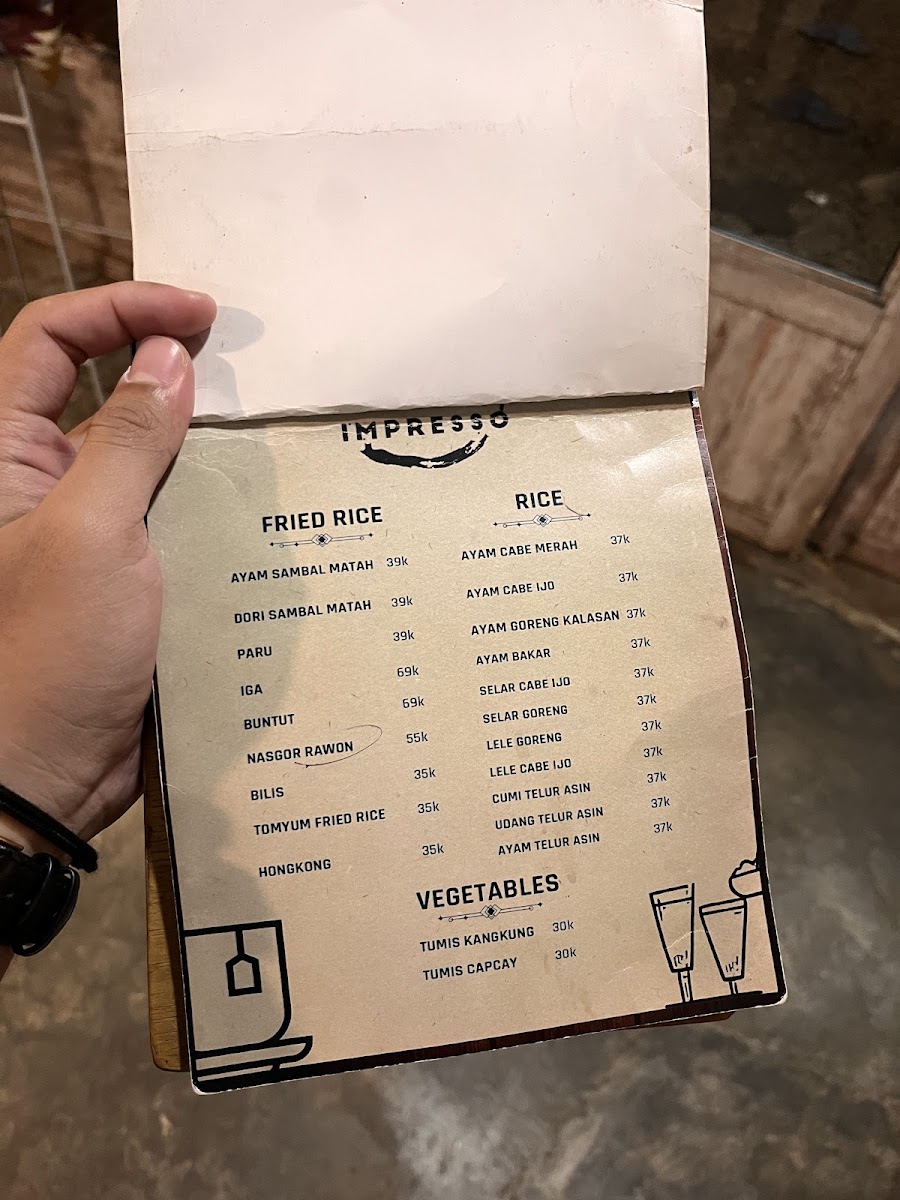 IMPRESSO
FRIED RICE
AYAM SAMBAL MATAH 39k
DORI SAMBAL MATAH 39k
PARU 39k
IGA 69k
BUNTUT 69k
NASGOR RAWON 55k
BILIS 35k
TOMYUM FRIED RICE 35k
HONGKONG 35k
RICE
AYAM CABE MERAH 37k
AYAM CABE IJO 37k
AYAM GORENG KALASAN 37k
AYAM BAKAR 37k
SELAR CABE IJO 37k
SELAR GORENG 37k
LELE GORENG 37k
LELE CABE IJO 37k
CUMI TELUR ASIN 37k
UDANG TELUR ASIN 37k
AYAM TELUR ASIN 37k
VEGETABLES
TUMIS KANGKUNG 30k
TUMIS CAPCAY 30k